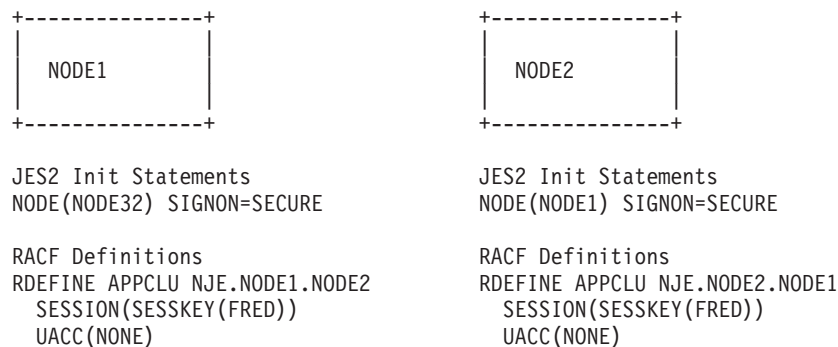 NODE1 NODE2
JES2 Init Statements JES2 Init Statements
NODE(NODE32) SIGNON=SECURE NODE(NODE1) SIGNON=SECURE
RACF Definitions RACF Definitions
RDEFINE APPCLU NJE.NODE1.NODE2 RDEFINE APPCLU NJE.NODE2.NODE1
SESSION(SESSKEY(FRED)) SESSION(SESSKEY(FRED))
UACC(NONE) UACC(NONE)